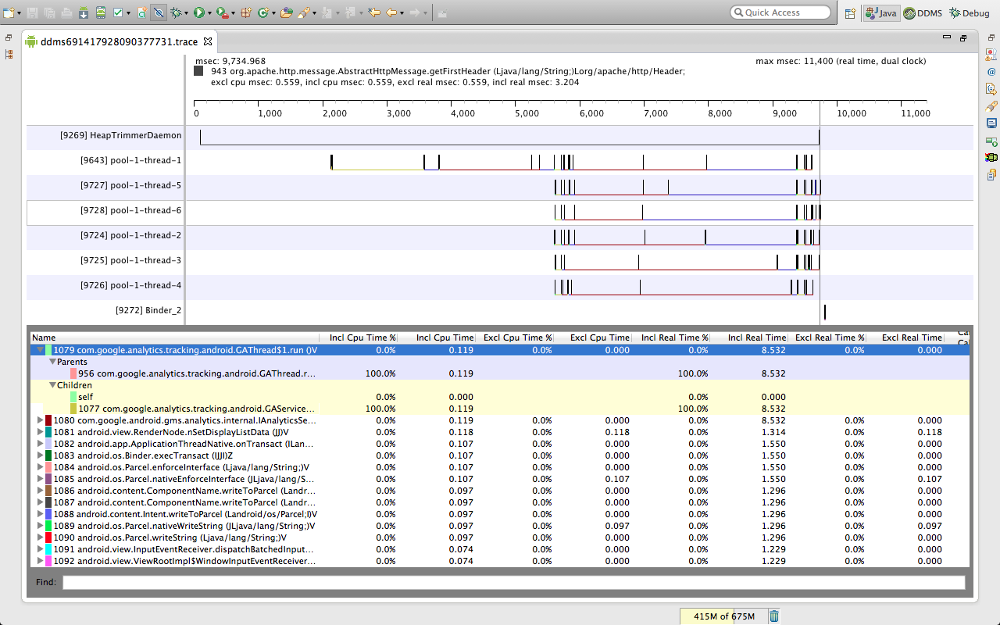 Quick Access
Java
DDMS
Debug
ddms691417928090377731.trace
msec: 9,734.968
max msec: 11,400 (real time, dual clock)
943 org.apache.http.message.AbstractHttpMessage.getFirstHeader (Ljava/lang/String;)Lorg/apache/http/Header;
excl cpu msec: 0.559, incl cpu msec: 0.559, excl real msec: 0.559, incl real msec: 3.204
0 1,000 2,000 3,000 4,000 5,000 6,000 7,000 8,000 9,000 10,000 11,000
[9269] HeapTrimmerDaemon
[9643] pool-1-thread-1
[9727] pool-1-thread-5
[9728] pool-1-thread-6
[9724] pool-1-thread-2
[9725] pool-1-thread-3
[9726] pool-1-thread-4
[9272] Binder_2
Name Incl Cpu Time % Incl Cpu Time Excl Cpu Time % Excl Cpu Time Incl Real Time % Incl Real Time Excl Real Time % Excl Real Time
1079 com.google.analytics.tracking.android.GAThread$1.run ()V 0.0% 0.119 0.0% 0.000 0.0% 8.532 0.0% 0.000
Parents
956 com.google.analytics.tracking.android.GAThread.r... 100.0% 0.119 100.0% 8.532
Children
self 0.0% 0.000 0.0% 0.000
1077 com.google.analytics.tracking.android.GAService... 100.0% 0.119 100.0% 8.532
1080 com.google.android.gms.analytics.internal.IAnalyticsSe... 0.0% 0.119 0.0% 0.000 0.0% 8.532 0.0% 0.000
1081 android.view.RenderNode.nSetDisplayListData (JJ)V 0.0% 0.118 0.0% 0.118 0.0% 1.314 0.0% 0.118
1082 android.app.ApplicationThreadNative.onTransact (ILan... 0.0% 0.107 0.0% 0.000 0.0% 1.550 0.0% 0.000
1083 android.os.Binder.execTransact (IJJI)Z 0.0% 0.107 0.0% 0.000 0.0% 1.550 0.0% 0.000
1084 android.os.Parcel.enforceInterface (Ljava/lang/String;)V 0.0% 0.107 0.0% 0.000 0.0% 1.550 0.0% 0.000
1085 android.os.Parcel.nativeEnforceInterface (JLjava/lang/S... 0.0% 0.107 0.0% 0.107 0.0% 1.550 0.0% 0.107
1086 android.content.ComponentName.writeToParcel (Landr... 0.0% 0.097 0.0% 0.000 0.0% 1.296 0.0% 0.000
1087 android.content.ComponentName.writeToParcel (Landr... 0.0% 0.097 0.0% 0.000 0.0% 1.296 0.0% 0.000
1088 android.content.Intent.writeToParcel (Landroid/os/Parcel;I)V 0.0% 0.097 0.0% 0.000 0.0% 1.296 0.0% 0.000
1089 android.os.Parcel.nativeWriteString (JLjava/lang/String;)V 0.0% 0.097 0.0% 0.097 0.0% 1.296 0.0% 0.097
1090 android.os.Parcel.writeString (Ljava/lang/String;)V 0.0% 0.097 0.0% 0.000 0.0% 1.296 0.0% 0.000
1091 android.view.InputEventReceiver.dispatchBatchedInput... 0.0% 0.074 0.0% 0.000 0.0% 1.229 0.0% 0.000
1092 android.view.ViewRootImpl$WindowInputEventReceiver... 0.0% 0.074 0.0% 0.000 0.0% 1.229 0.0% 0.000
Find:
415M of 675M